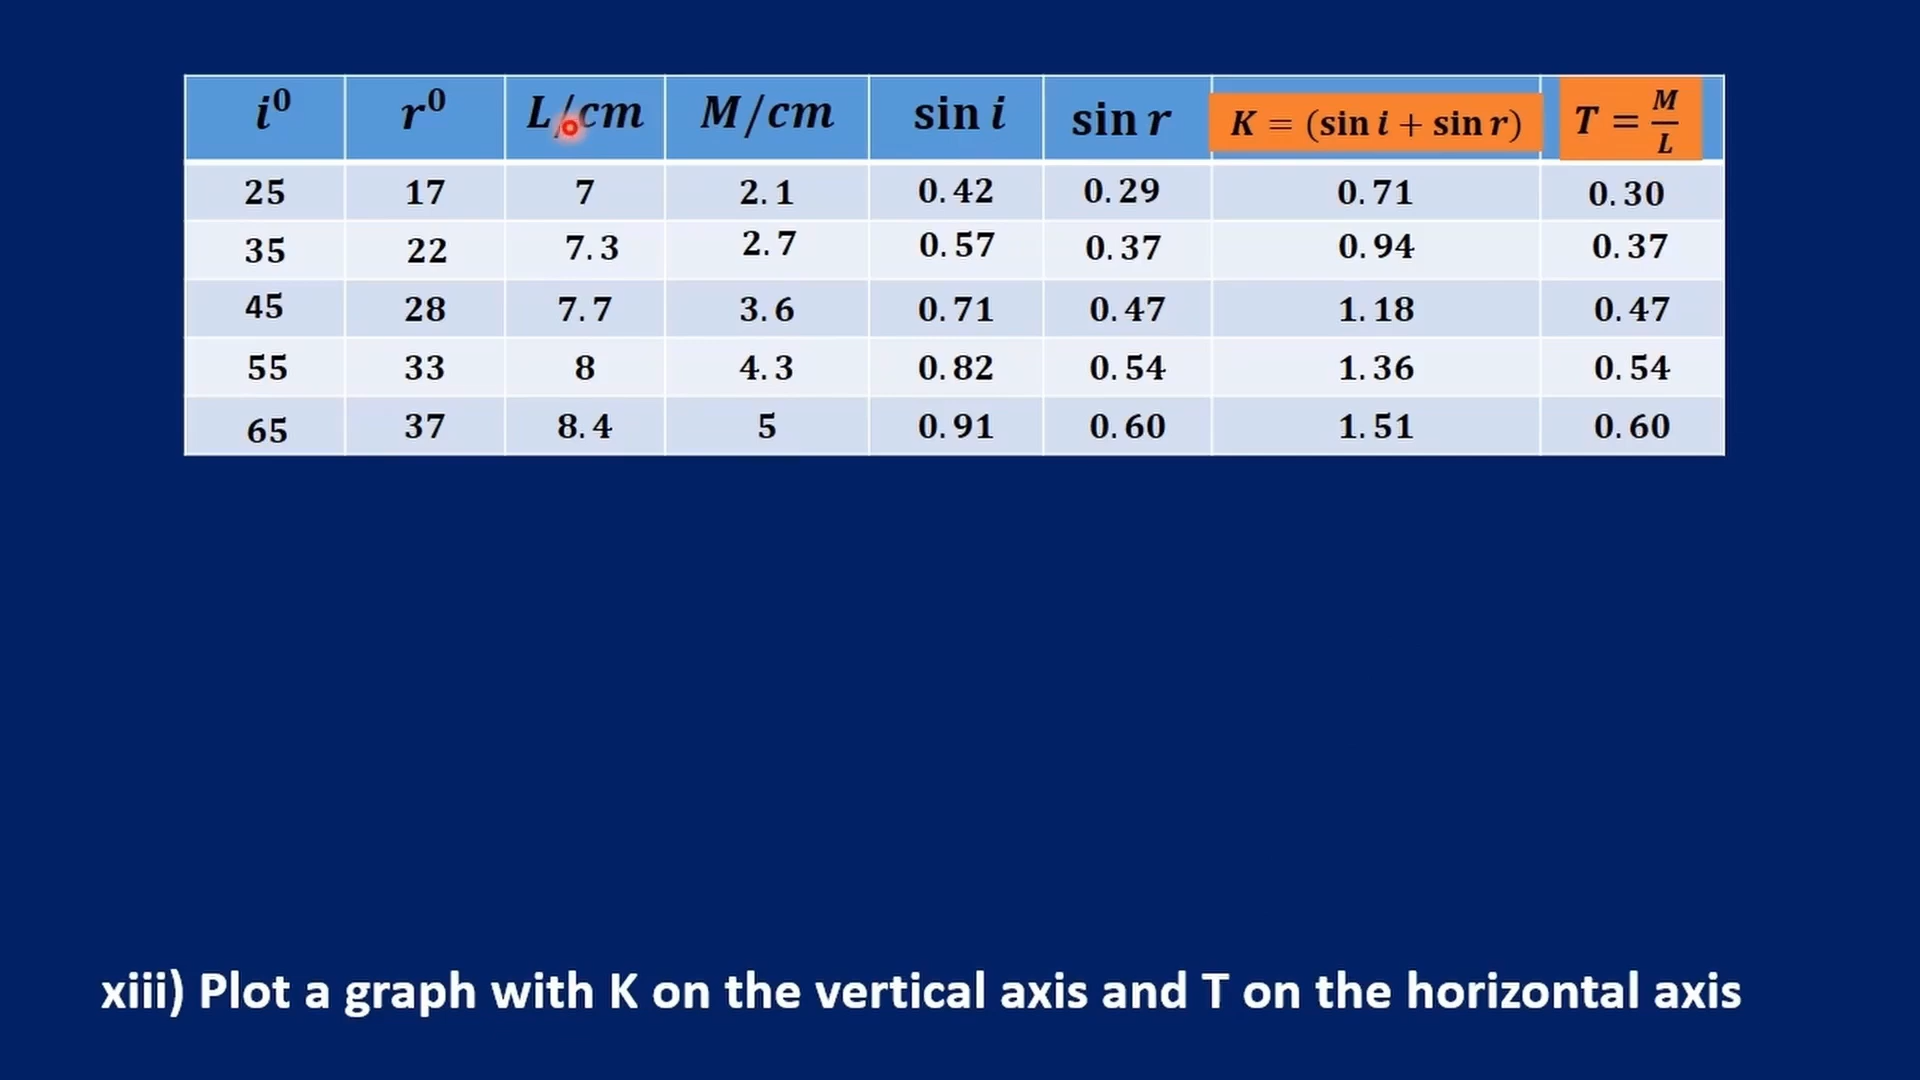 i⁰ r⁰ L/cm M/cm sin i sin r K = (sin i + sin r) T = M/L
25 17 7 2.1 0.42 0.29 0.71 0.30
35 22 7.3 2.7 0.57 0.37 0.94 0.37
45 28 7.7 3.6 0.71 0.47 1.18 0.47
55 33 8 4.3 0.82 0.54 1.36 0.54
65 37 8.4 5 0.91 0.60 1.51 0.60
xiii) Plot a graph with K on the vertical axis and T on the horizontal axis